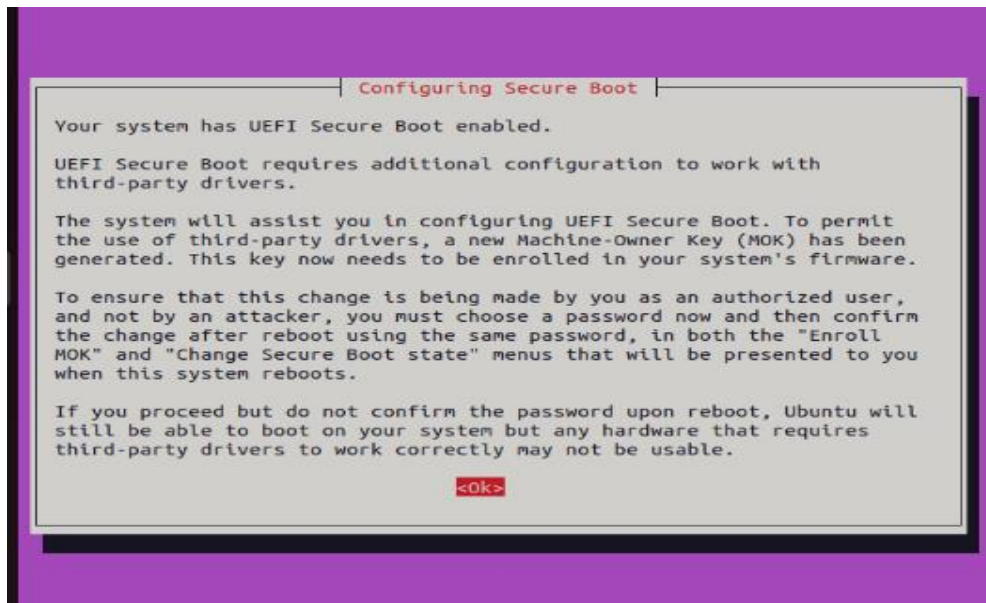 Configuring Secure Boot
Your system has UEFI Secure Boot enabled.
UEFI Secure Boot requires additional configuration to work with
third-party drivers.
The system will assist you in configuring UEFI Secure Boot. To permit
the use of third-party drivers, a new Machine-Owner Key (MOK) has been
generated. This key now needs to be enrolled in your system's firmware.
To ensure that this change is being made by you as an authorized user,
and not by an attacker, you must choose a password now and then confirm
the change after reboot using the same password, in both the "Enroll
MOK" and "Change Secure Boot state" menus that will be presented to you
when this system reboots.
If you proceed but do not confirm the password upon reboot, Ubuntu will
still be able to boot on your system but any hardware that requires
third-party drivers to work correctly may not be usable.
<Ok>